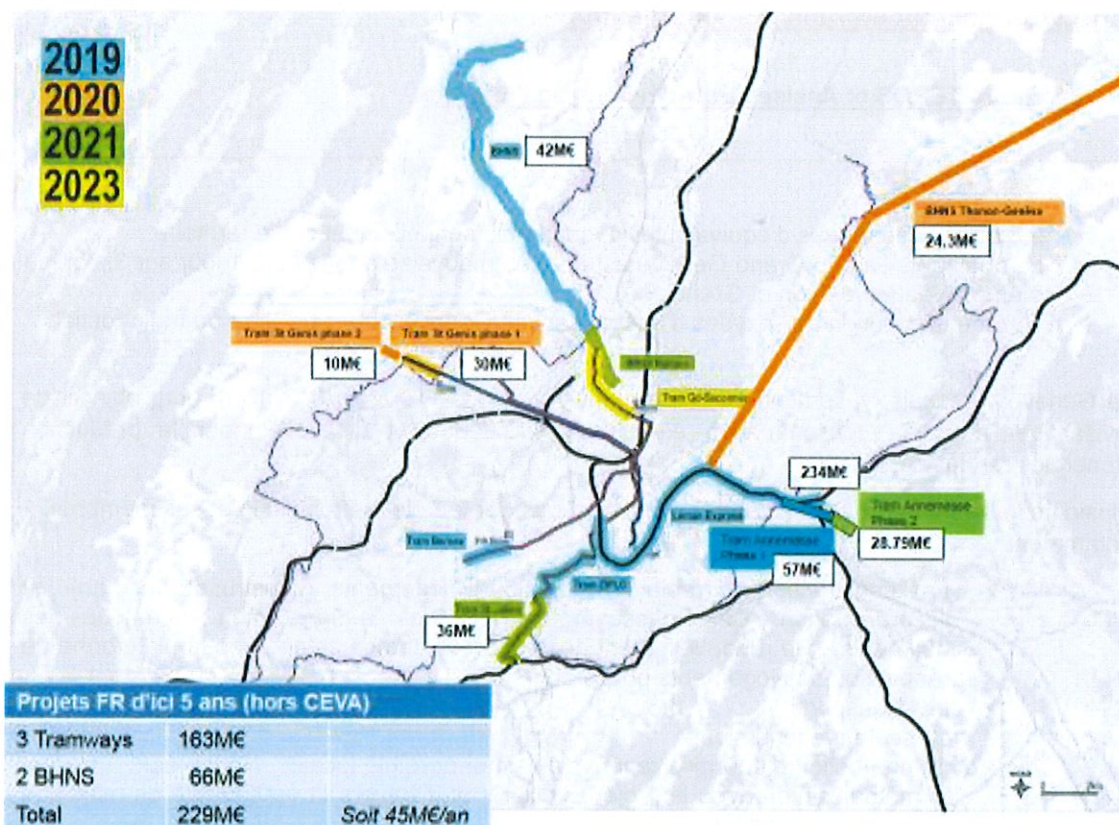 2019
2020
2021
2023
BHNS
42M€
BHNS Thonon-Genève
24.3M€
Tram St Genis phase 2
Tram St Genis phase 1
10M€
30M€
Tram Gd-Saconnex
234M€
Tram Annemasse
Phase 2
28.79M€
Leman Express
Tram Annemasse
Phase 1
57M€
Tram Bernex
Tram St Julien
36M€
Projets FR d'ici 5 ans (hors CEVA)
3 Tramways 163M€
2 BHNS 66M€
Total 229M€ Soit 45M€/an